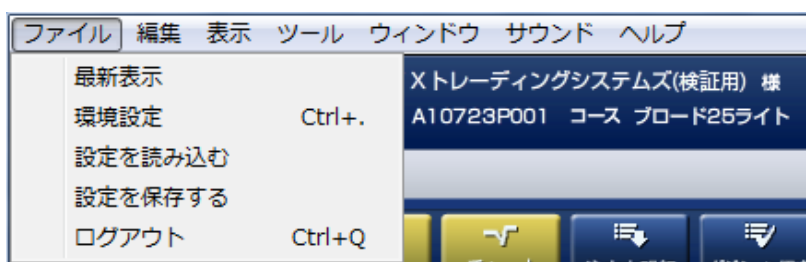 ファイル 編集 表示 ツール ウィンドウ サウンド ヘルプ
最新表示
環境設定 Ctrl+.
設定を読み込む
設定を保存する
ログアウト Ctrl+Q
Xトレーディングシステムズ(検証用) 様
A10723P001 コース ブロード25ライト